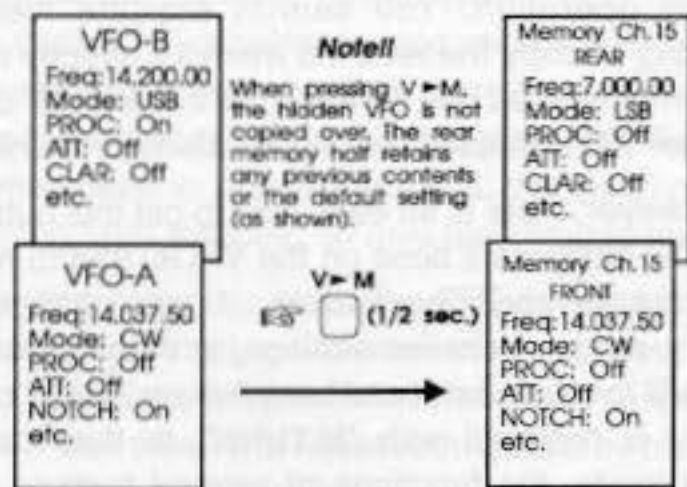 VFO-B
Freq:14.200.00
Mode: USB
PROC: On
ATT: Off
CLAR: Off
etc.
Note!!
When pressing V►M,
the hidden VFO is not
copied over. The rear
memory half retains
any previous contents
or the default setting
(as shown).
Memory Ch.15
REAR
Freq:7.000.00
Mode: LSB
PROC: Off
ATT: Off
CLAR: Off
etc.
VFO-A
Freq:14.037.50
Mode: CW
PROC: Off
ATT: Off
NOTCH: On
etc.
V► M
(1/2 sec.)
Memory Ch.15
FRONT
Freq:14.037.50
Mode: CW
PROC: Off
ATT: Off
NOTCH: On
etc.